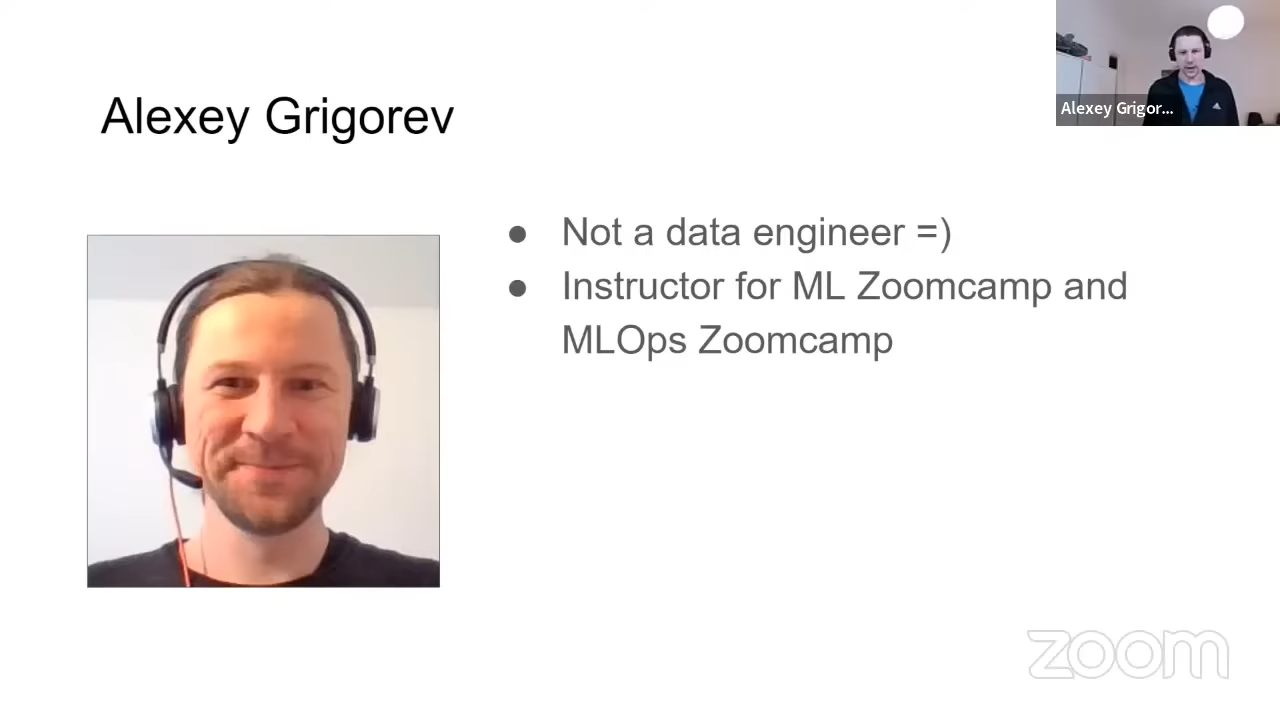 Alexey Grigorev
Alexey Grigor...
● Not a data engineer =)
● Instructor for ML Zoomcamp and
MLOps Zoomcamp
zoom